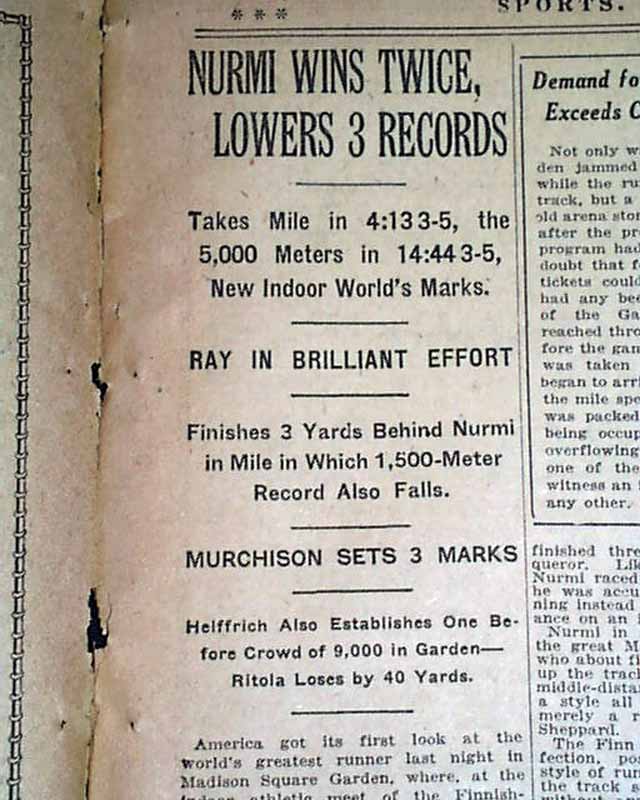 * * *
SPORTS.
NURMI WINS TWICE,
LOWERS 3 RECORDS
Takes Mile in 4:13 3-5, the
5,000 Meters in 14:44 3-5,
New Indoor World's Marks.
RAY IN BRILLIANT EFFORT
Finishes 3 Yards Behind Nurmi
in Mile in Which 1,500-Meter
Record Also Falls.
MURCHISON SETS 3 MARKS
Helffrich Also Establishes One Be-
fore Crowd of 9,000 in Garden—
Ritola Loses by 40 Yards.
America got its first look at the
world's greatest runner last night in
Madison Square Garden, where, at the
indoor athletic meet of the Finnish-
Demand fo
Exceeds C
Not only w
den jammed
while the ru
track, but a
old arena sto
after the pr
program had
doubt that f
tickets could
had any be
of the Ga
reached thro
fore the gam
was taken
began to arri
the mile spe
was packed
being occup
overflowing
one of the
witness an
any other.
finished thre
queror. Lik
Nurmi raced
he was accu
ning instead
ance on an i
Nurmi in
the great M
who about fi
up the track
middle-dista
a style all
merely a r
Sheppard.
The Finn
fection, pos
style of run
the track a